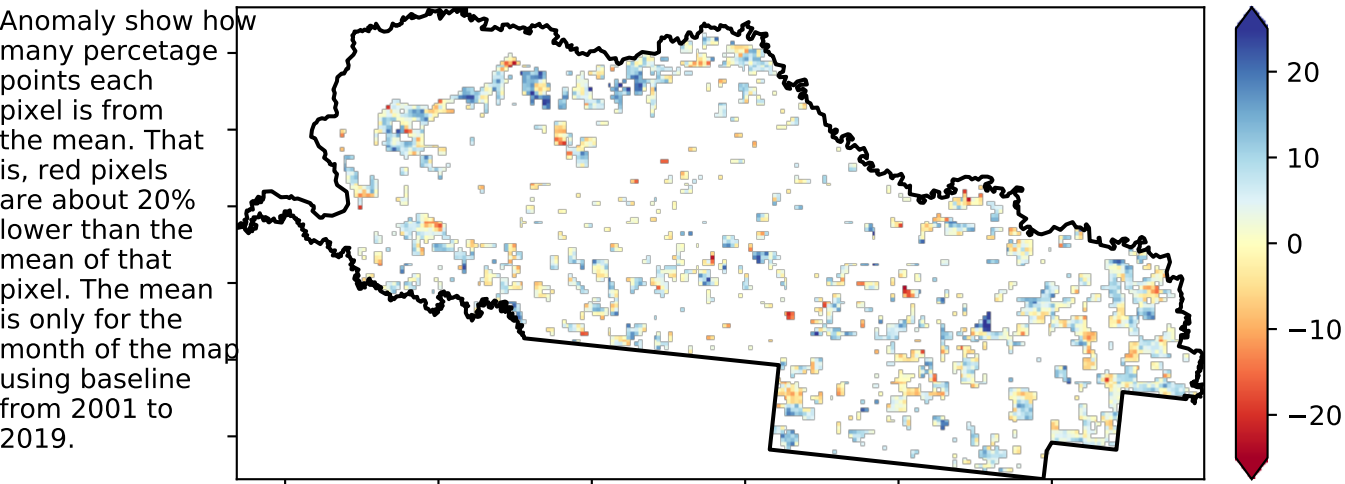 Anomaly show how
many percetage
points each
pixel is from
the mean. That
is, red pixels
are about 20%
lower than the
mean of that
pixel. The mean
is only for the
month of the map
using baseline
from 2001 to
2019.
20
10
0
−10
−20